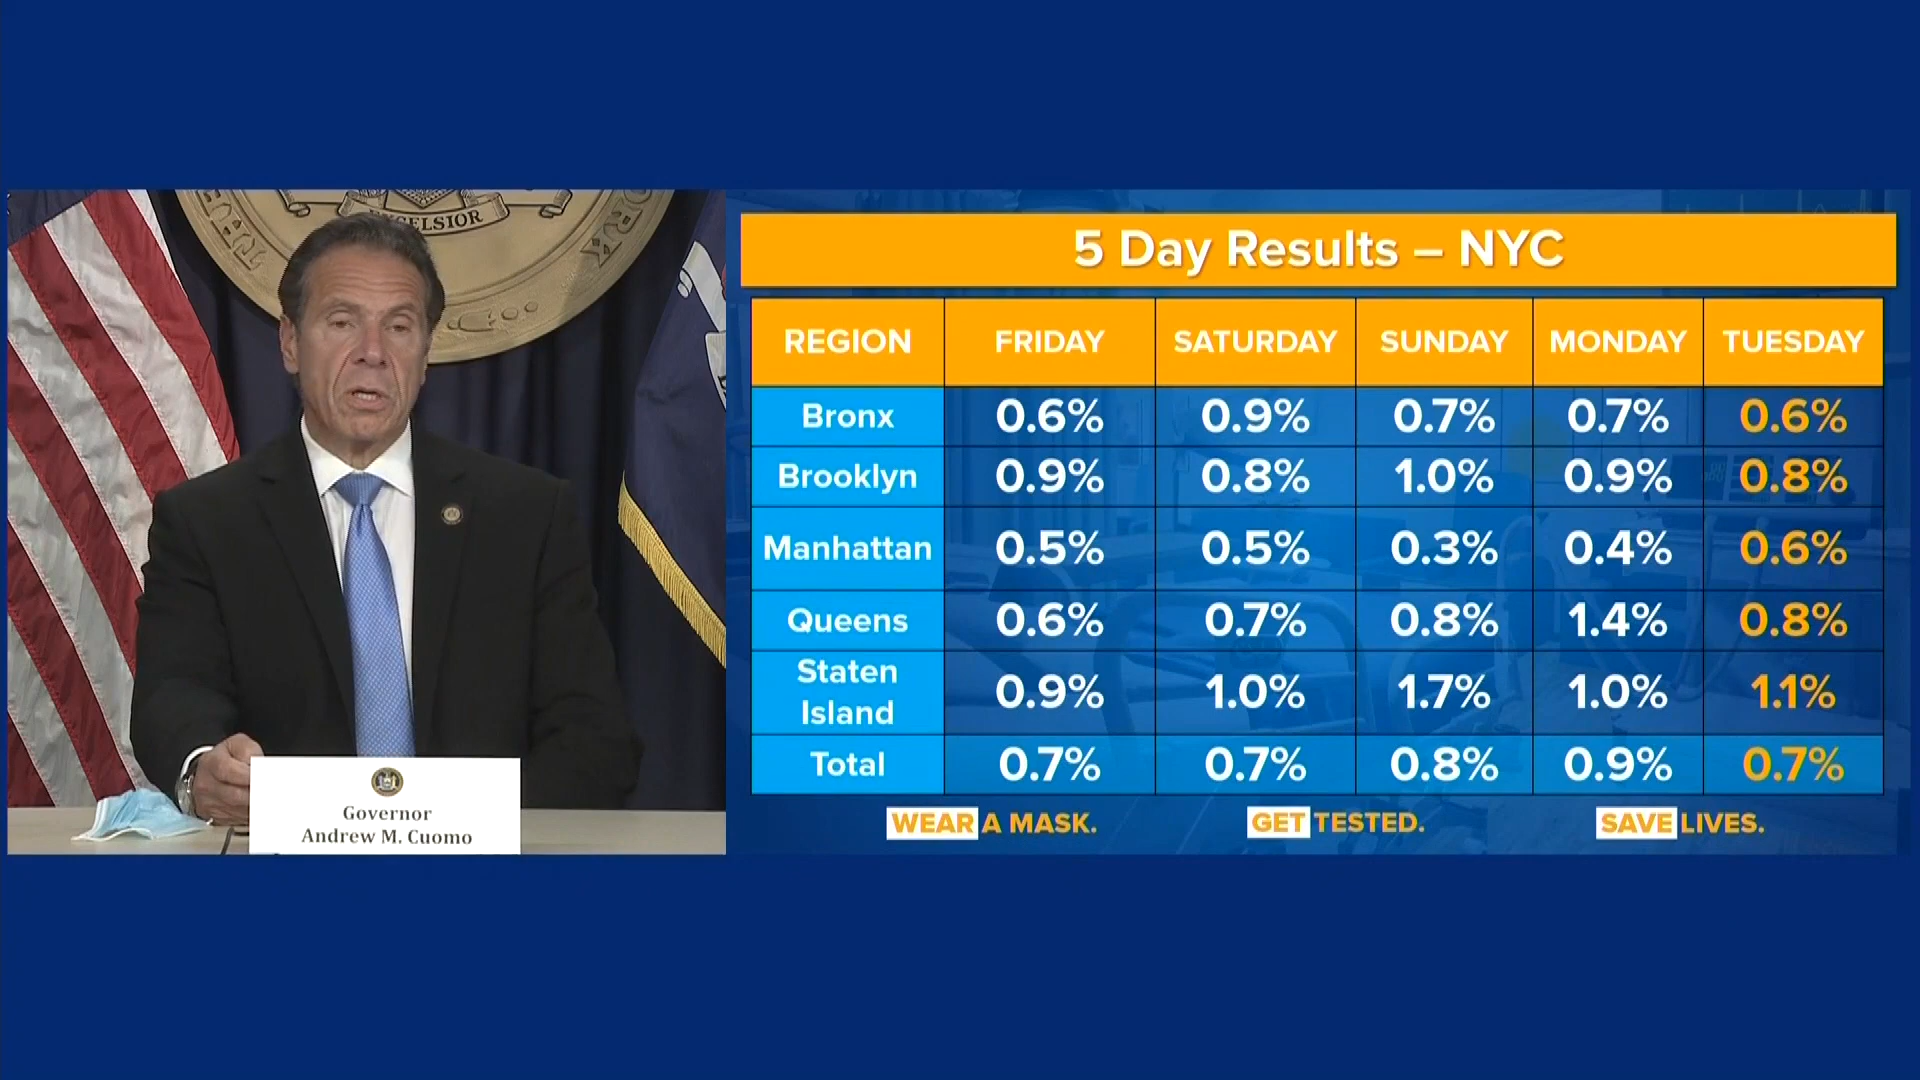 EXCELSIOR
Governor
Andrew M. Cuomo
5 Day Results – NYC
REGION FRIDAY SATURDAY SUNDAY MONDAY TUESDAY
Bronx 0.6% 0.9% 0.7% 0.7% 0.6%
Brooklyn 0.9% 0.8% 1.0% 0.9% 0.8%
Manhattan 0.5% 0.5% 0.3% 0.4% 0.6%
Queens 0.6% 0.7% 0.8% 1.4% 0.8%
Staten
Island 0.9% 1.0% 1.7% 1.0% 1.1%
Total 0.7% 0.7% 0.8% 0.9% 0.7%
WEAR A MASK. GET TESTED. SAVE LIVES.